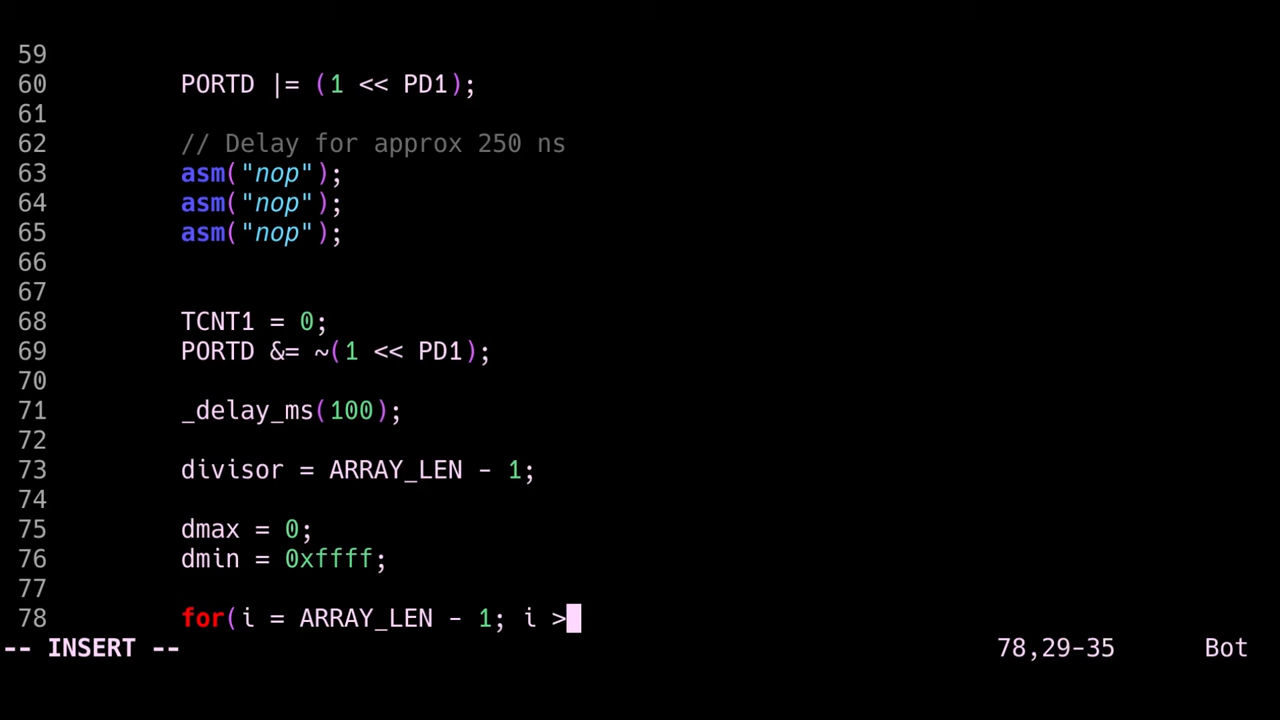 59
60 PORTD |= (1 << PD1);
61
62 // Delay for approx 250 ns
63 asm("nop");
64 asm("nop");
65 asm("nop");
66
67
68 TCNT1 = 0;
69 PORTD &= ~(1 << PD1);
70
71 _delay_ms(100);
72
73 divisor = ARRAY_LEN - 1;
74
75 dmax = 0;
76 dmin = 0xffff;
77
78 for(i = ARRAY_LEN - 1; i >
-- INSERT -- 78,29-35 Bot